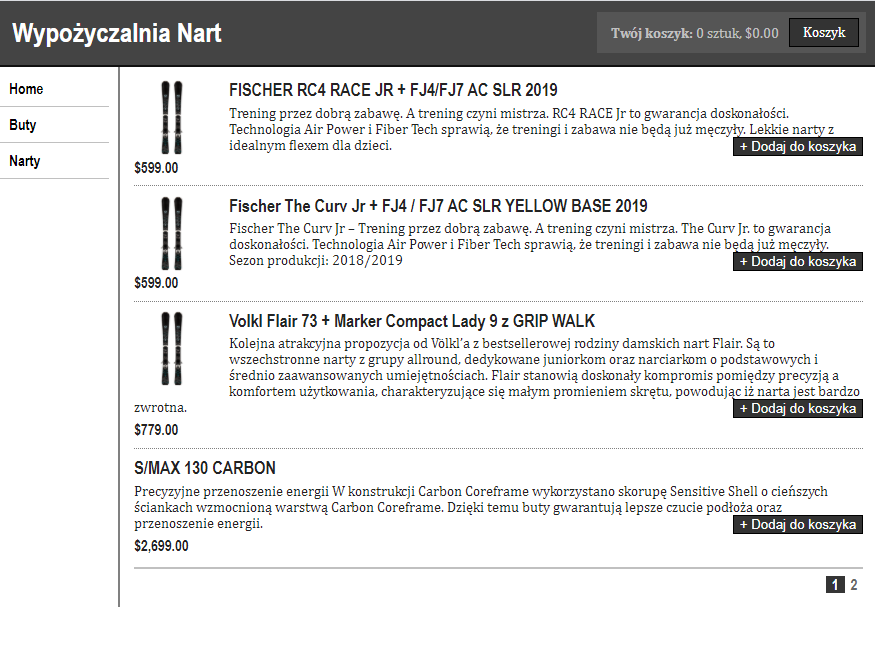 Wypożyczalnia Nart
Twój koszyk: 0 sztuk, $0.00
Koszyk
Home
Buty
Narty
FISCHER RC4 RACE JR + FJ4/FJ7 AC SLR 2019
Trening przez dobrą zabawę. A trening czyni mistrza. RC4 RACE Jr to gwarancja doskonałości.
Technologia Air Power i Fiber Tech sprawią, że treningi i zabawa nie będą już męczyły. Lekkie narty z
idealnym flexem dla dzieci.
+ Dodaj do koszyka
$599.00
Fischer The Curv Jr + FJ4 / FJ7 AC SLR YELLOW BASE 2019
Fischer The Curv Jr – Trening przez dobrą zabawę. A trening czyni mistrza. The Curv Jr. to gwarancja
doskonałości. Technologia Air Power i Fiber Tech sprawią, że treningi i zabawa nie będą już męczyły.
Sezon produkcji: 2018/2019
+ Dodaj do koszyka
$599.00
Volkl Flair 73 + Marker Compact Lady 9 z GRIP WALK
Kolejna atrakcyjna propozycja od Völkl’a z bestsellerowej rodziny damskich nart Flair. Są to
wszechstronne narty z grupy allround, dedykowane juniorkom oraz narciarkom o podstawowych i
średnio zaawansowanych umiejętnościach. Flair stanowią doskonały kompromis pomiędzy precyzją a
komfortem użytkowania, charakteryzujące się małym promieniem skrętu, powodując iż narta jest bardzo
zwrotna.
+ Dodaj do koszyka
$779.00
S/MAX 130 CARBON
Precyzyjne przenoszenie energii W konstrukcji Carbon Coreframe wykorzystano skorupę Sensitive Shell o cieńszych
ściankach wzmocnioną warstwą Carbon Coreframe. Dzięki temu buty gwarantują lepsze czucie podłoża oraz
przenoszenie energii.
+ Dodaj do koszyka
$2,699.00
1 2